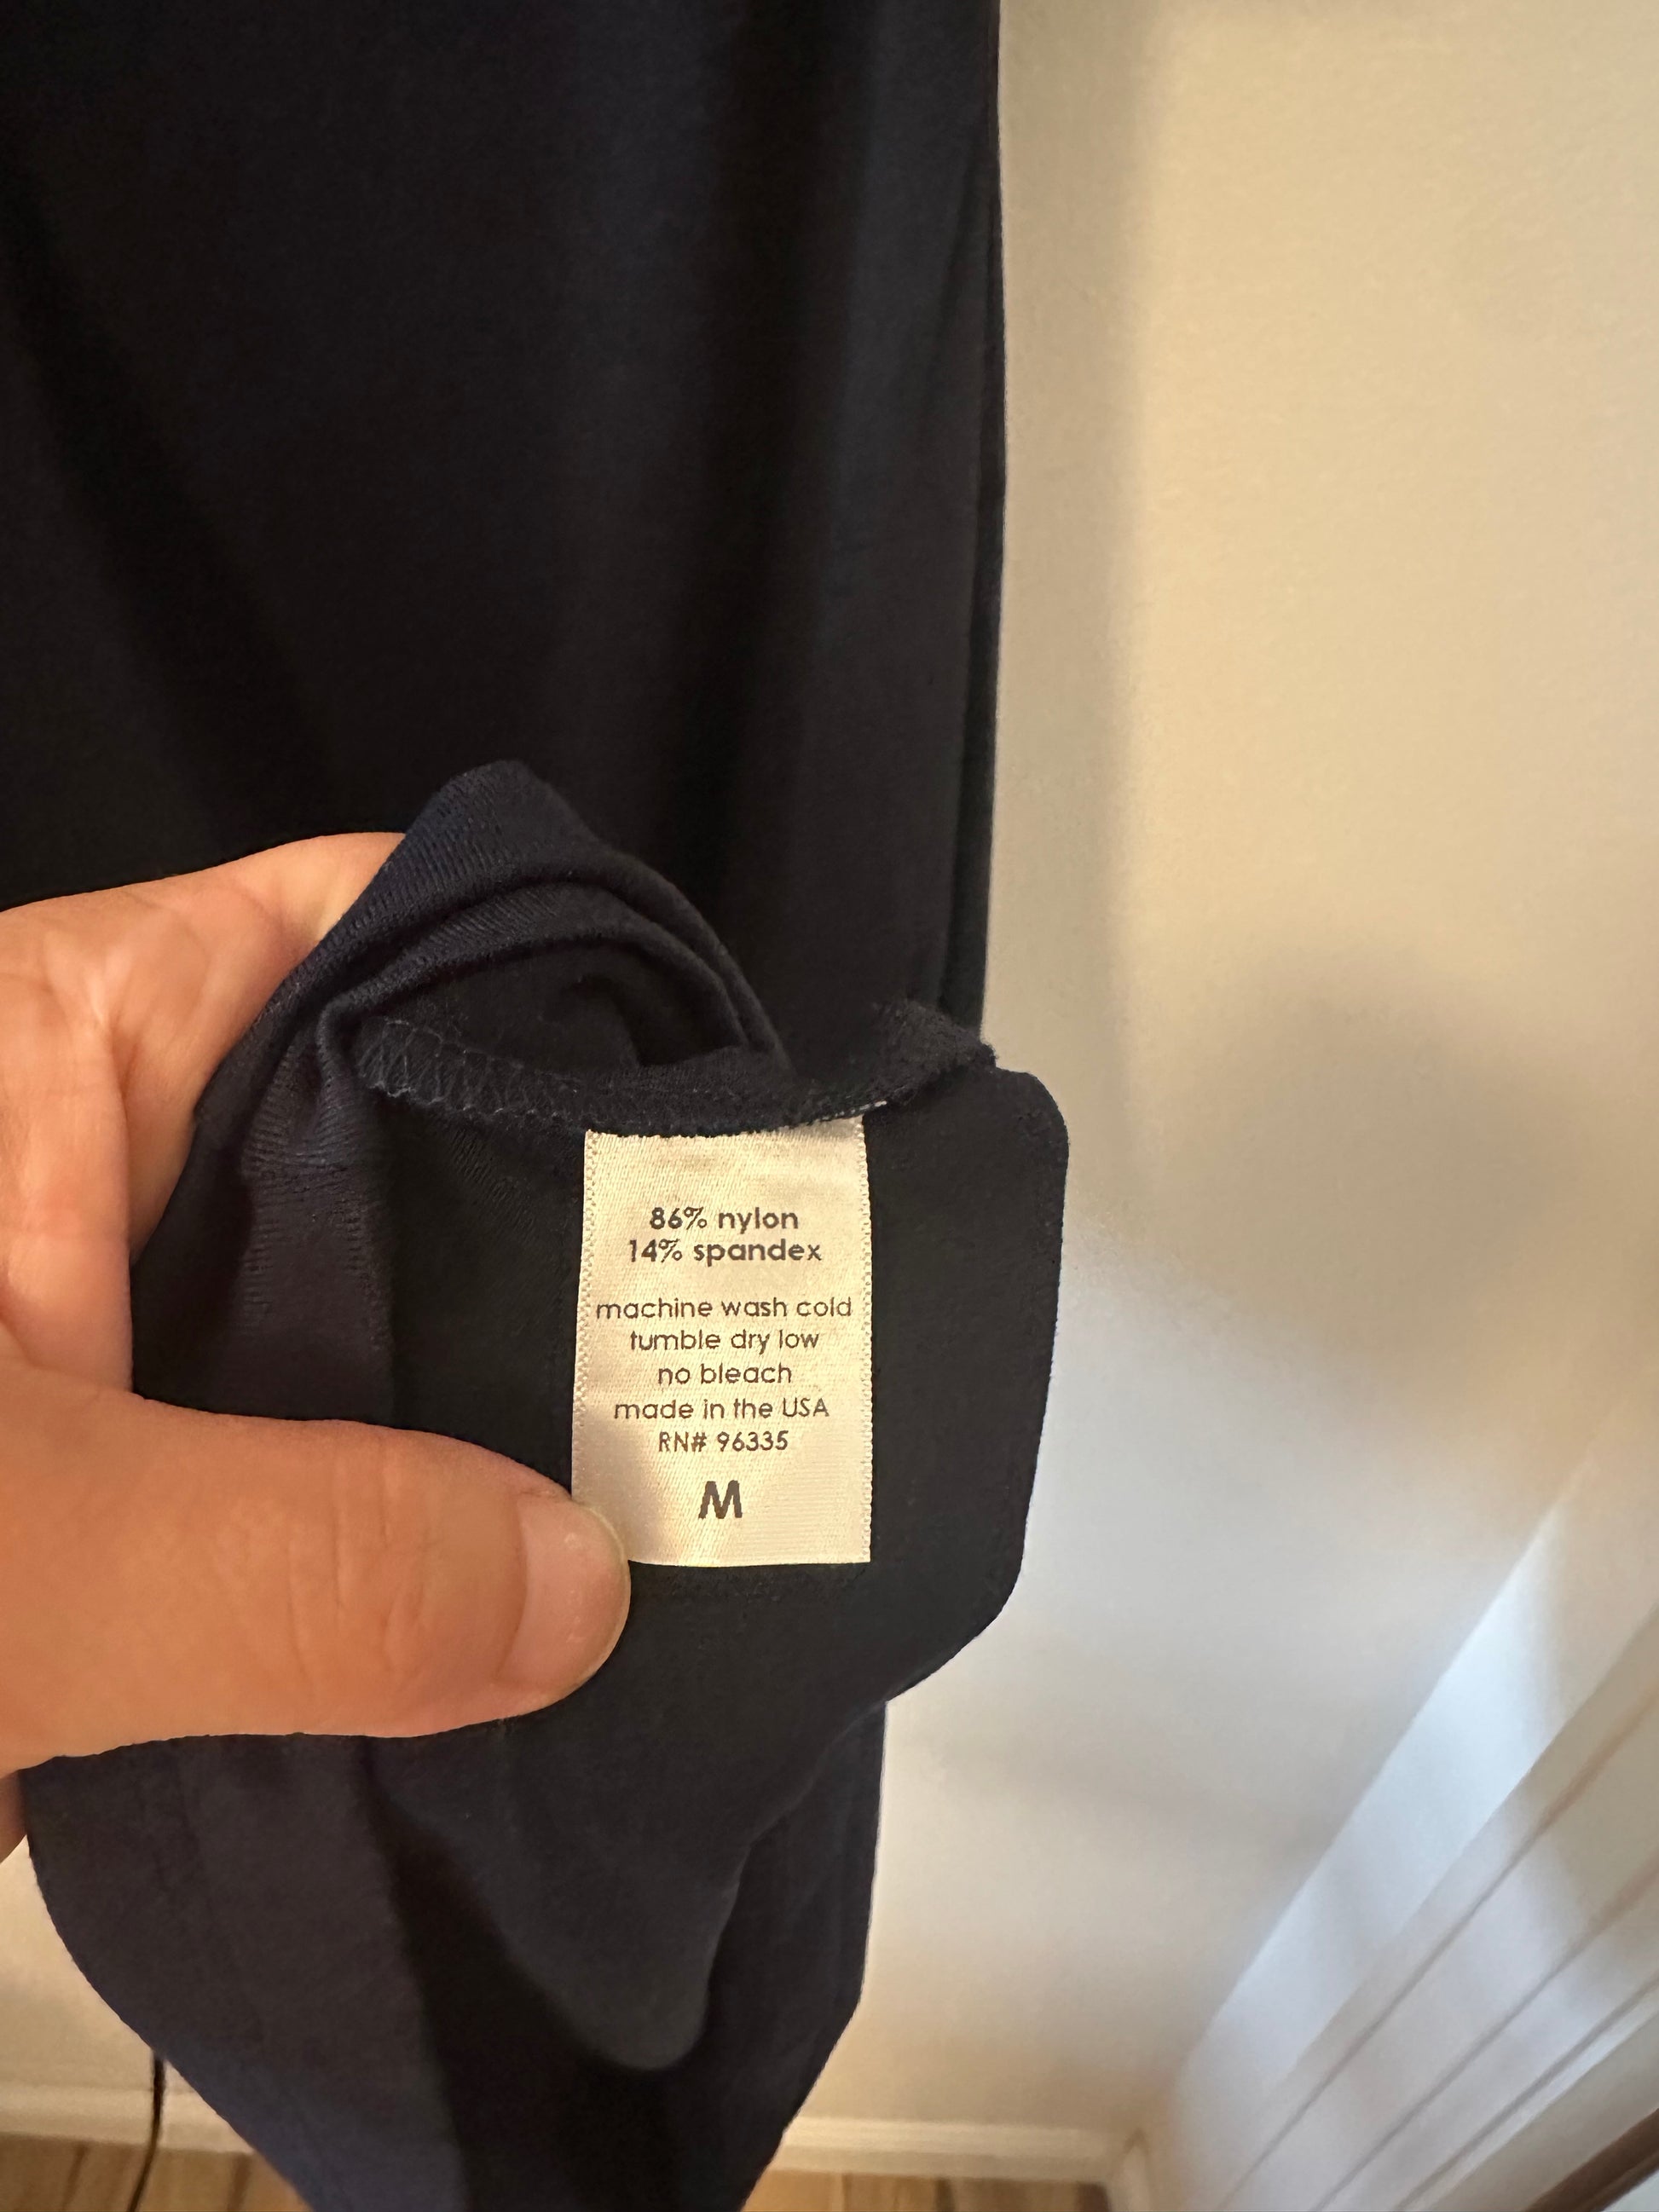 86% nylon
14% spandex
machine wash cold
tumble dry low
no bleach
made in the USA
RN# 96335
M